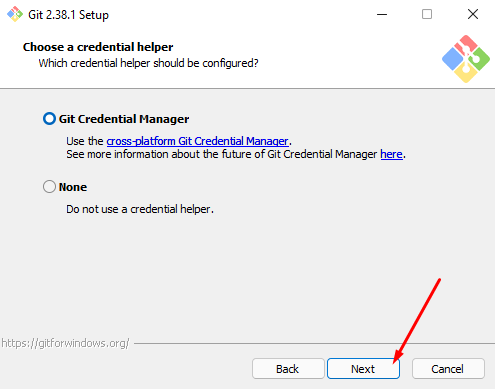 Git 2.38.1 Setup
Choose a credential helper
Which credential helper should be configured?
Git Credential Manager
Use the cross-platform Git Credential Manager.
See more information about the future of Git Credential Manager here.
None
Do not use a credential helper.
https://gitforwindows.org/
Back Next Cancel